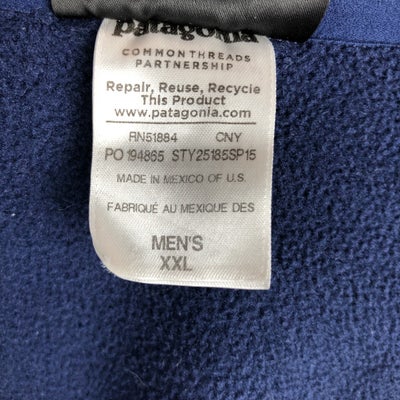 patagonia
COMMON THREADS
PARTNERSHIP
Repair, Reuse, Recycle
This Product
www.patagonia.com
RN51884 CNY
PO 194865 STY25185SP15
MADE IN MEXICO OF U.S.
FABRIQUÉ AU MEXIQUE DES
MEN'S
XXL